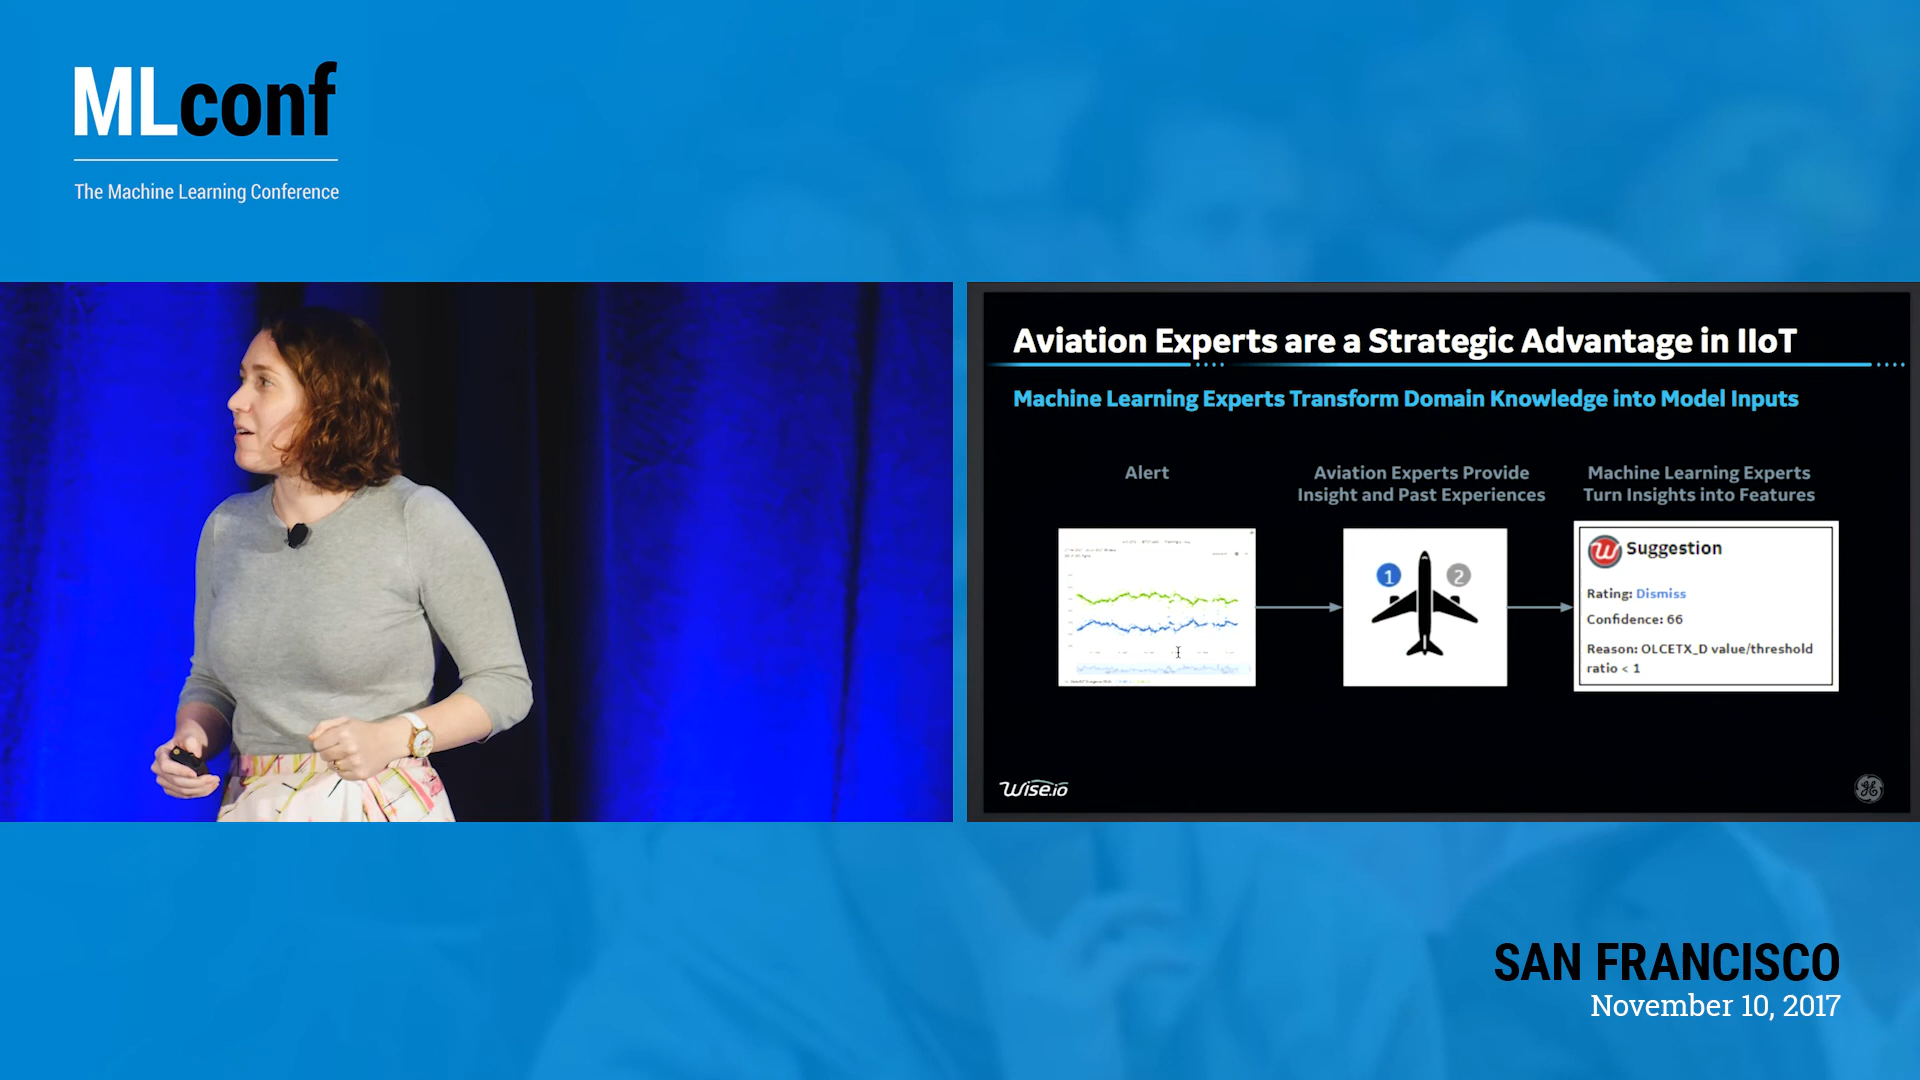 MLconf
The Machine Learning Conference
Aviation Experts are a Strategic Advantage in IIoT
Machine Learning Experts Transform Domain Knowledge into Model Inputs
Alert
Aviation Experts Provide
Insight and Past Experiences
Machine Learning Experts
Turn Insights into Features
1
2
Suggestion
Rating: Dismiss
Confidence: 66
Reason: OLCETX_D value/threshold
ratio < 1
Wise.io
GE
SAN FRANCISCO
November 10, 2017